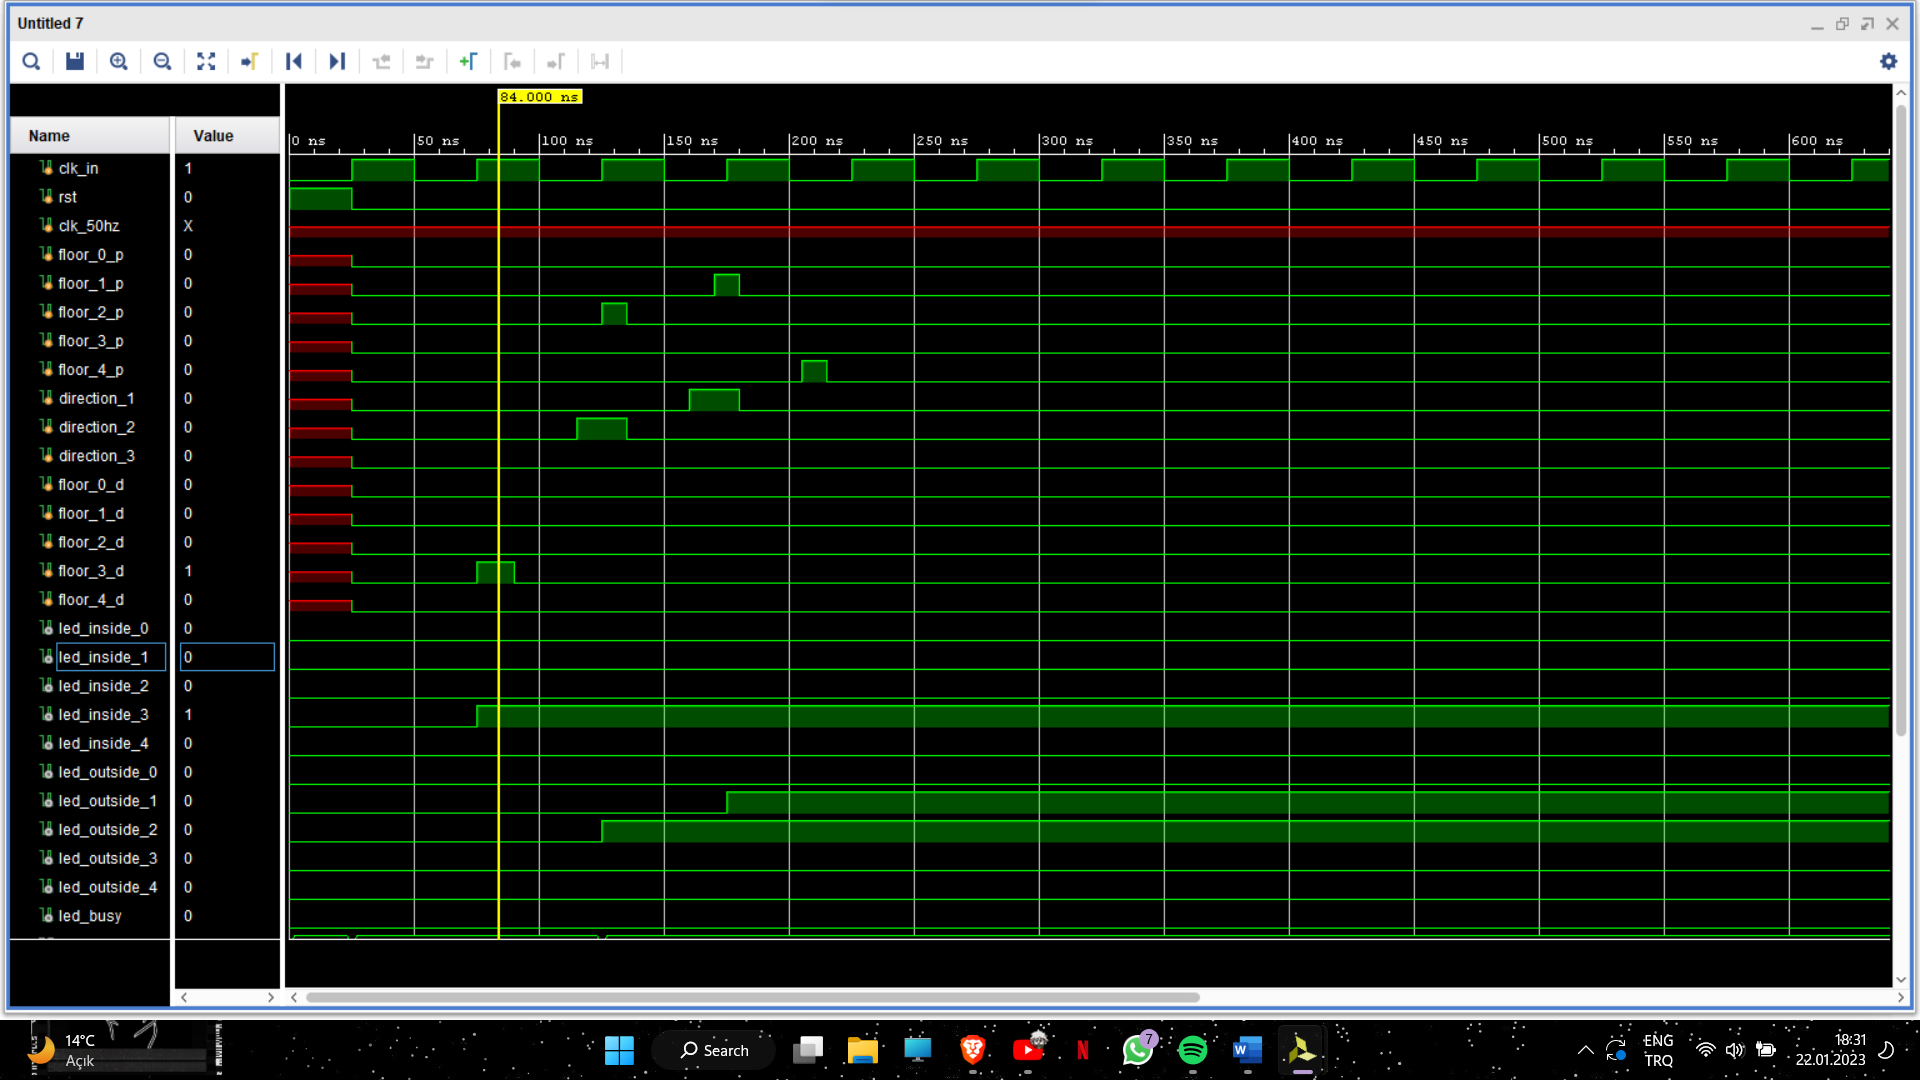 Untitled 7
84.000 ns
Name Value
0 ns 50 ns 100 ns 150 ns 200 ns 250 ns 300 ns 350 ns 400 ns 450 ns 500 ns 550 ns 600 ns
clk_in 1
rst 0
clk_50hz X
floor_0_p 0
floor_1_p 0
floor_2_p 0
floor_3_p 0
floor_4_p 0
direction_1 0
direction_2 0
direction_3 0
floor_0_d 0
floor_1_d 0
floor_2_d 0
floor_3_d 1
floor_4_d 0
led_inside_0 0
led_inside_1 0
led_inside_2 0
led_inside_3 1
led_inside_4 0
led_outside_0 0
led_outside_1 0
led_outside_2 0
led_outside_3 0
led_outside_4 0
led_busy 0
14°C
Açık
Search
N
7
W
ENG
TRQ
18:31
22.01.2023